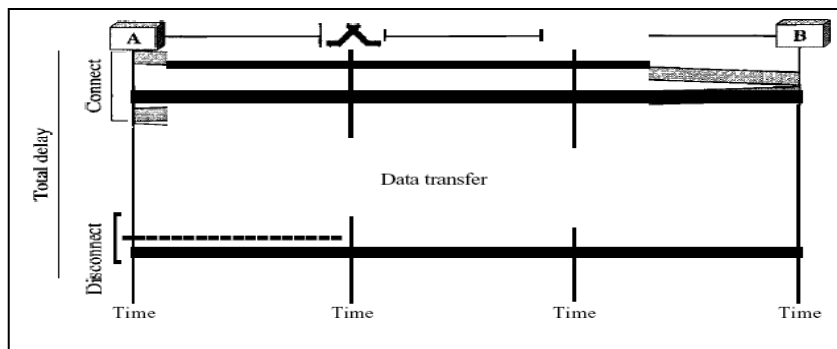 A
B
Connect
Total delay
Data transfer
Disconnect
Time
Time
Time
Time